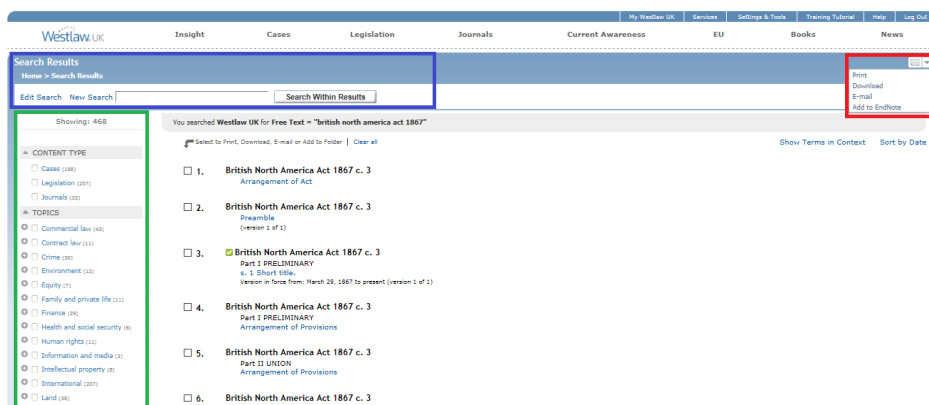 My Westlaw UK Services Settings & Tools Training Tutorial Help Log Out
Westlaw UK Insight Cases Legislation Journals Current Awareness EU Books News
Search Results
Home > Search Results
Print
Download
E-mail
Add to EndNote
Edit Search New Search Search Within Results
Showing: 468
You searched Westlaw UK for Free Text = "british north america act 1867"
Select to Print, Download, E-mail or Add to Folder | Clear all
Show Terms in Context Sort by Date
CONTENT TYPE
Cases (198)
Legislation (207)
Journals (32)
TOPICS
Commercial law (42)
Contract law (11)
Crime (30)
Environment (12)
Equity (7)
Family and private life (11)
Finance (29)
Health and social security (6)
Human rights (11)
Information and media (3)
Intellectual property (8)
International (207)
Land (38)
1. British North America Act 1867 c. 3
Arrangement of Act
2. British North America Act 1867 c. 3
Preamble
(version 1 of 1)
3. British North America Act 1867 c. 3
Part I PRELIMINARY
s. 1 Short title.
Version in force from: March 29, 1867 to present (version 1 of 1)
4. British North America Act 1867 c. 3
Part I PRELIMINARY
Arrangement of Provisions
5. British North America Act 1867 c. 3
Part II UNION
Arrangement of Provisions
6. British North America Act 1867 c. 3